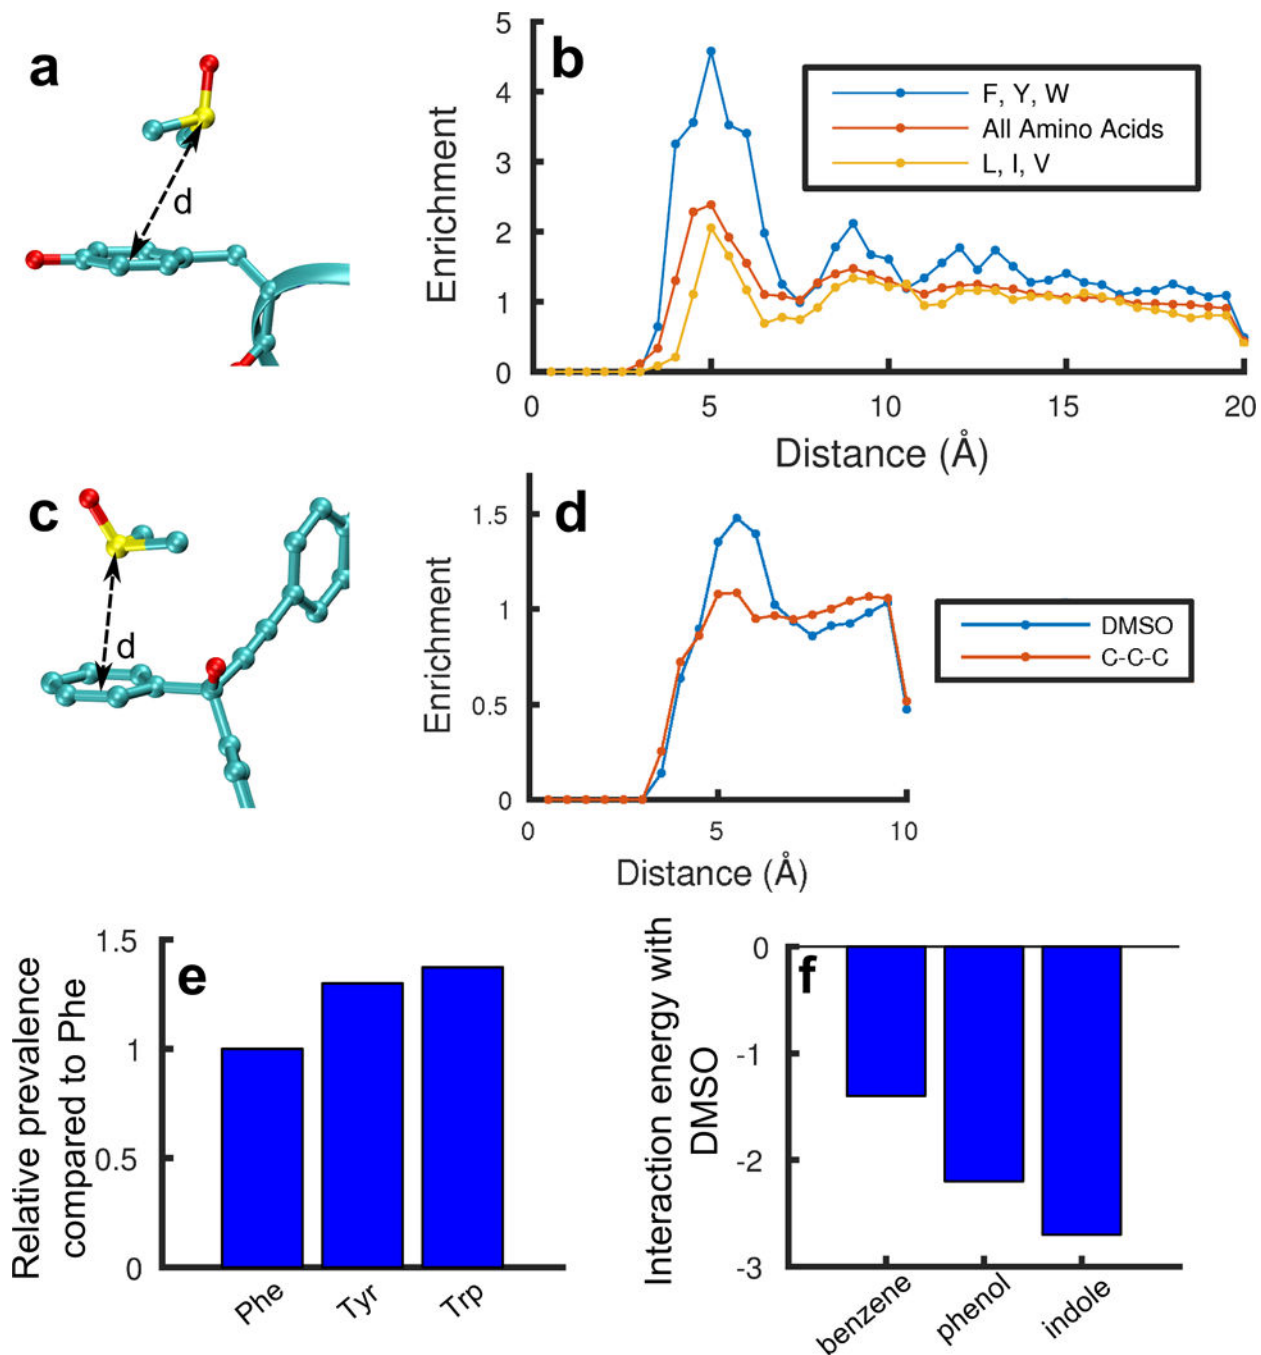 a
d
b
Enrichment
5
4
3
2
1
0
F, Y, W
All Amino Acids
L, I, V
0
5
10
15
20
Distance (Å)
c
d
d
Enrichment
1.5
1
0.5
0
DMSO
C-C-C
0
5
10
Distance (Å)
e
Relative prevalence
compared to Phe
1.5
1
0.5
0
Phe
Tyr
Trp
f
Interaction energy with
DMSO
0
-1
-2
-3
benzene
phenol
indole